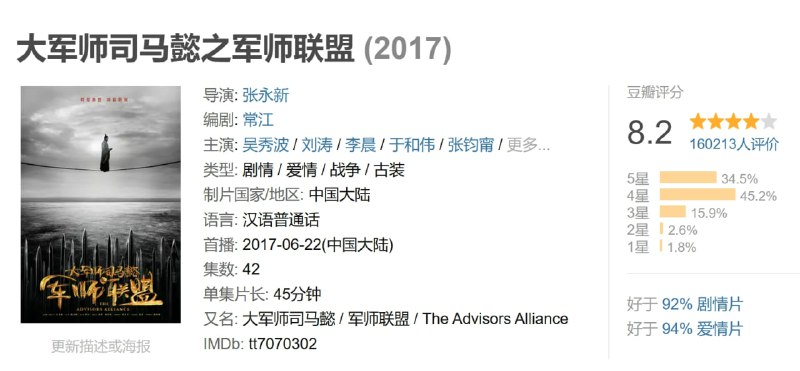 大军师司马懿之军师联盟 (2017)
大军师司马懿
军师联盟
THE
ADVISORS ALLIANCE
更新描述或海报
导演: 张永新
编剧: 常江
主演: 吴秀波 / 刘涛 / 李晨 / 于和伟 / 张钧甯 / 更多...
类型: 剧情 / 爱情 / 战争 / 古装
制片国家/地区: 中国大陆
语言: 汉语普通话
首播: 2017-06-22(中国大陆)
集数: 42
单集片长: 45分钟
又名: 大军师司马懿 / 军师联盟 / The Advisors Alliance
IMDb: tt7070302
豆瓣评分
8.2
160213人评价
5星 34.5%
4星 45.2%
3星 15.9%
2星 2.6%
1星 1.8%
好于 92% 剧情片
好于 94% 爱情片